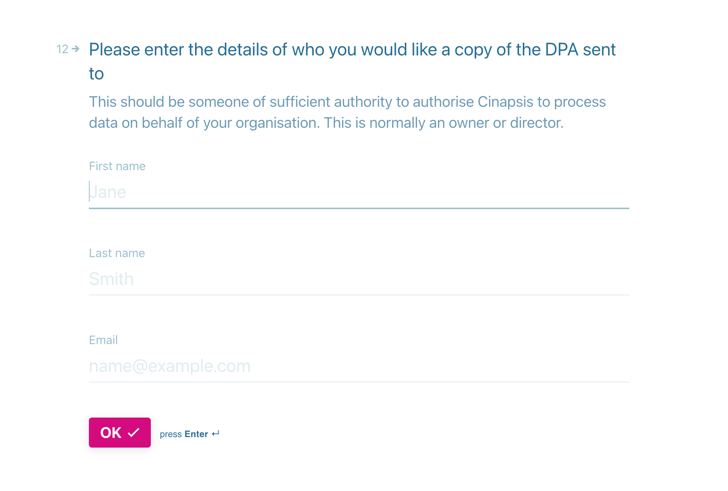 12 → Please enter the details of who you would like a copy of the DPA sent
to
This should be someone of sufficient authority to authorise Cinapsis to process
data on behalf of your organisation. This is normally an owner or director.
First name
Jane
Last name
Smith
Email
name@example.com
OK ✓ press Enter ↵